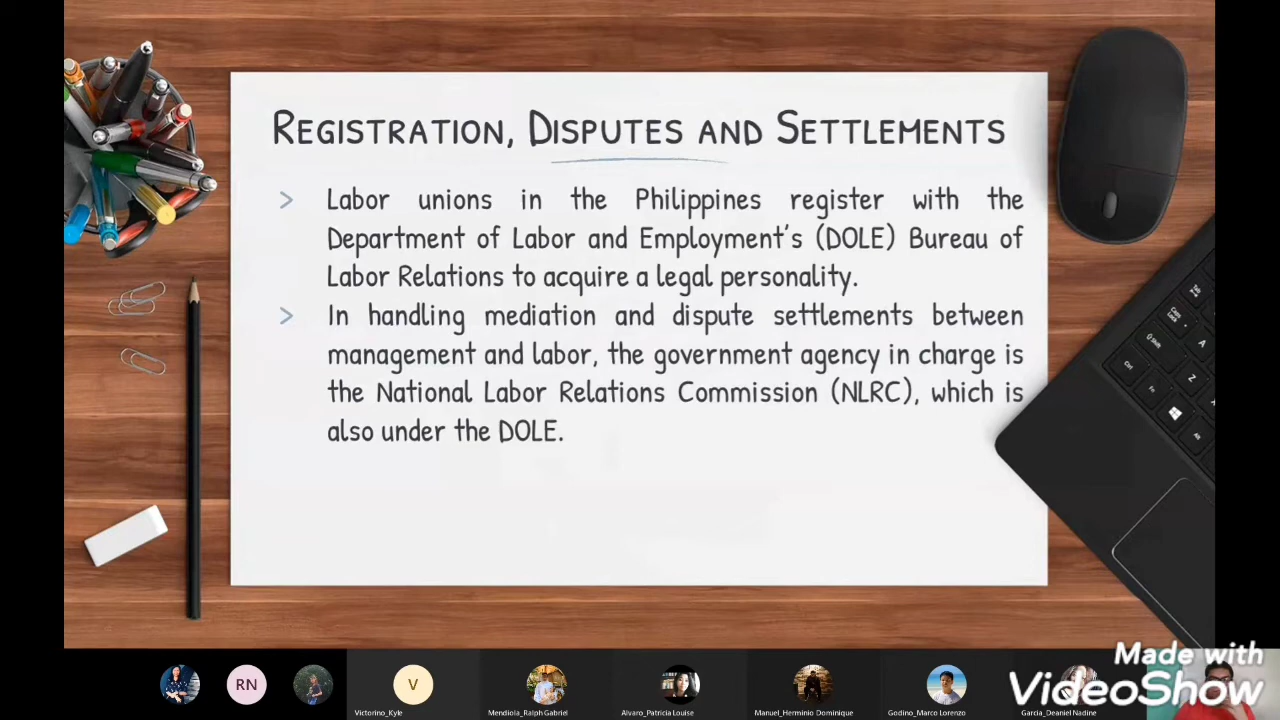 REGISTRATION, DISPUTES AND SETTLEMENTS
> Labor unions in the Philippines register with the
Department of Labor and Employment's (DOLE) Bureau of
Labor Relations to acquire a legal personality.
> In handling mediation and dispute settlements between
management and labor, the government agency in charge is
the National Labor Relations Commission (NLRC), which is
also under the DOLE.
RN
V
Victorino_Kyle
Mendiola_Ralph Gabriel
Alvaro_Patricia Louise
Manuel_Herminio Dominique
Godino_Marco Lorenzo
Garcia_Deaniel Nadine
Made with
VideoShow